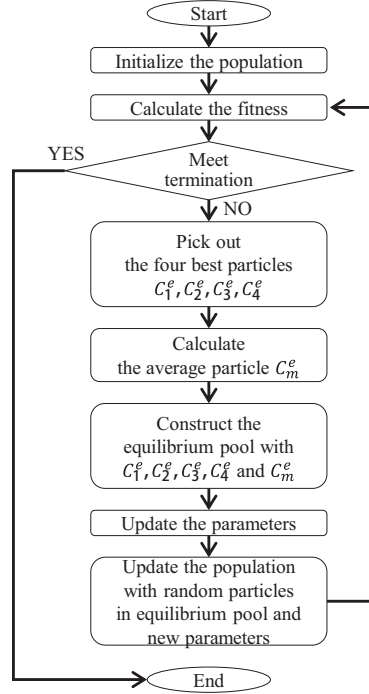 Start
Initialize the population
Calculate the fitness
YES
Meet
termination
NO
Pick out
the four best particles
C₁ᵉ, C₂ᵉ, C₃ᵉ, C₄ᵉ
Calculate
the average particle Cₘᵉ
Construct the
equilibrium pool with
C₁ᵉ, C₂ᵉ, C₃ᵉ, C₄ᵉ and Cₘᵉ
Update the parameters
Update the population
with random particles
in equilibrium pool and
new parameters
End